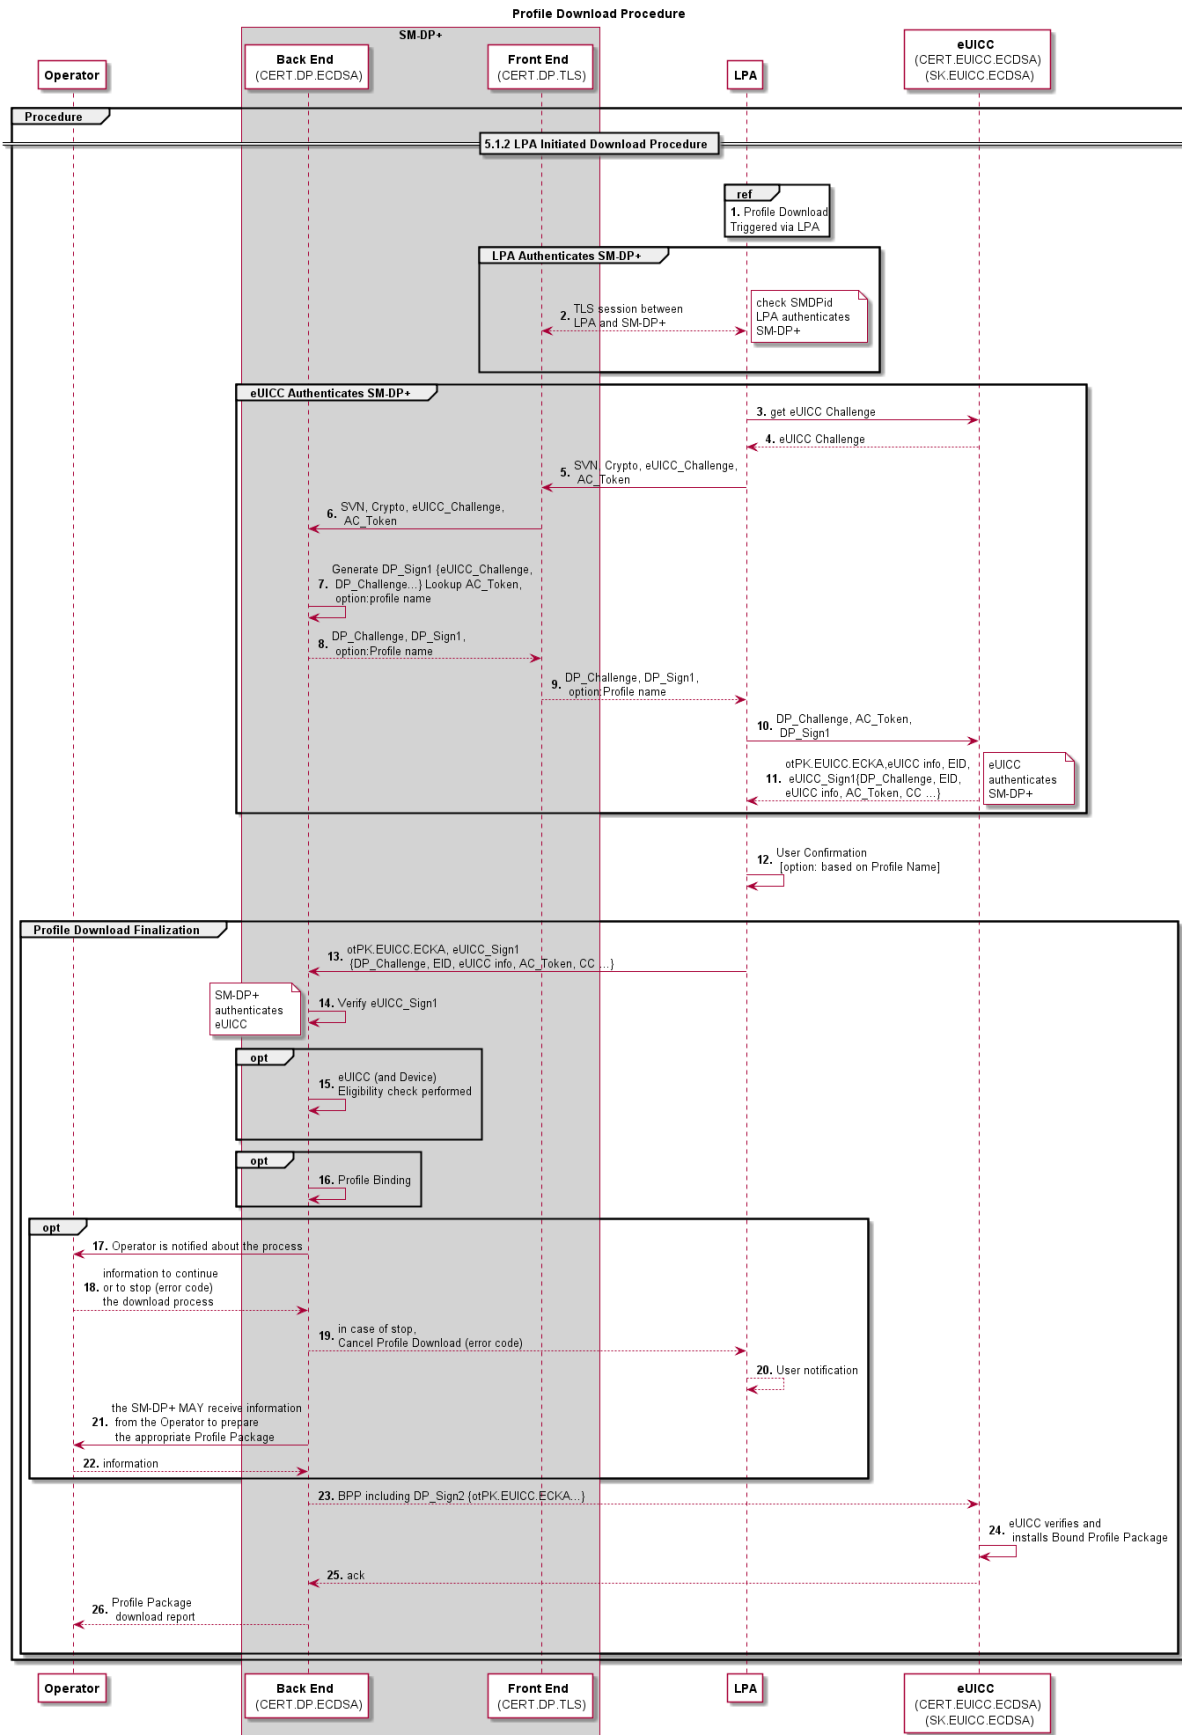 Profile Download Procedure
SM-DP+
Operator
Back End
(CERT.DP.ECDSA)
Front End
(CERT.DP.TLS)
LPA
eUICC
(CERT.EUICC.ECDSA)
(SK.EUICC.ECDSA)
Procedure
5.1.2 LPA Initiated Download Procedure
ref
1. Profile Download
Triggered via LPA
LPA Authenticates SM-DP+
2. TLS session between
LPA and SM-DP+
check SMDPid
LPA authenticates
SM-DP+
eUICC Authenticates SM-DP+
3. get eUICC Challenge
4. eUICC Challenge
5. SVN, Crypto, eUICC_Challenge,
AC_Token
6. SVN, Crypto, eUICC_Challenge,
AC_Token
Generate DP_Sign1 {eUICC_Challenge,
7. DP_Challenge...} Lookup AC_Token,
option:profile name
8. DP_Challenge, DP_Sign1,
option:Profile name
9. DP_Challenge, DP_Sign1,
option:Profile name
10. DP_Challenge, AC_Token,
DP_Sign1
otPK.EUICC.ECKA,eUICC info, EID,
11. eUICC_Sign1{DP_Challenge, EID,
eUICC info, AC_Token, CC ...}
eUICC
authenticates
SM-DP+
12. User Confirmation
[option: based on Profile Name]
Profile Download Finalization
13. otPK.EUICC.ECKA, eUICC_Sign1
{DP_Challenge, EID, eUICC info, AC_Token, CC ...}
SM-DP+
authenticates
eUICC
14. Verify eUICC_Sign1
opt
15. eUICC (and Device)
Eligibility check performed
opt
16. Profile Binding
opt
17. Operator is notified about the process
information to continue
18. or to stop (error code)
the download process
19. in case of stop,
Cancel Profile Download (error code)
20. User notification
the SM-DP+ MAY receive information
21. from the Operator to prepare
the appropriate Profile Package
22. information
23. BPP including DP_Sign2 {otPK.EUICC.ECKA...}
24. eUICC verifies and
installs Bound Profile Package
25. ack
26. Profile Package
download report
Operator
Back End
(CERT.DP.ECDSA)
Front End
(CERT.DP.TLS)
LPA
eUICC
(CERT.EUICC.ECDSA)
(SK.EUICC.ECDSA)